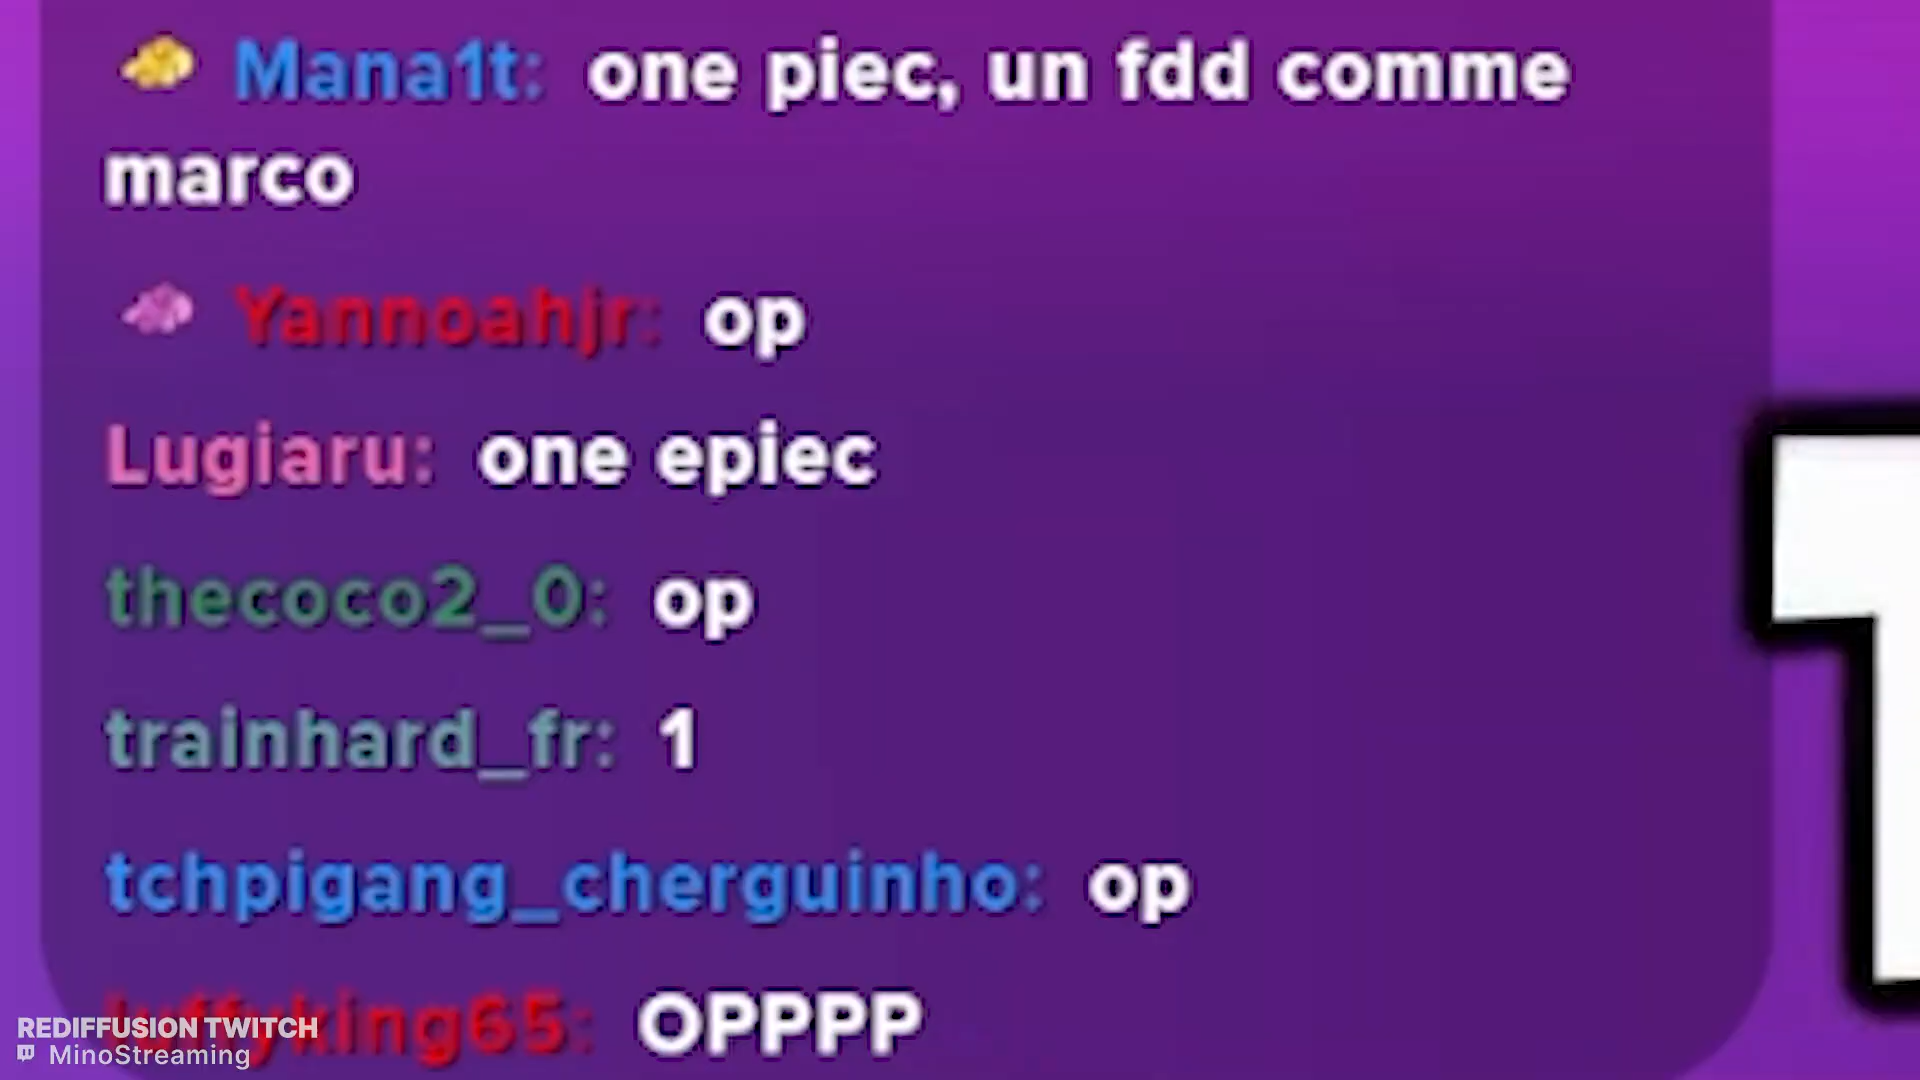 Mana1t: one piec, un fdd comme
marco
Yannoahjr: op
Lugiaru: one epiec
thecoco2_0: op
trainhard_fr: 1
tchpigang_cherguinho: op
luffyking65: OPPPP
REDIFFUSION TWITCH
MinoStreaming